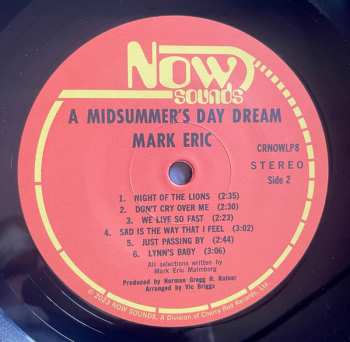 Now
SOUNDS
A MIDSUMMER'S DAY DREAM
MARK ERIC
CRNOWLP8
STEREO
Side 2
1. NIGHT OF THE LIONS (2:35)
2. DON'T CRY OVER ME (2:30)
3. WE LIVE SO FAST (2:23)
4. SAD IS THE WAY THAT I FEEL (3:02)
5. JUST PASSING BY (2:44)
6. LYNN'S BABY (3:06)
All selections written by
Mark Eric Malmborg
Produced by Norman Gregg O. Ratner
Arranged by Vic Briggs
℗ 2023 NOW SOUNDS, A Division of Cherry Red Records, Ltd.